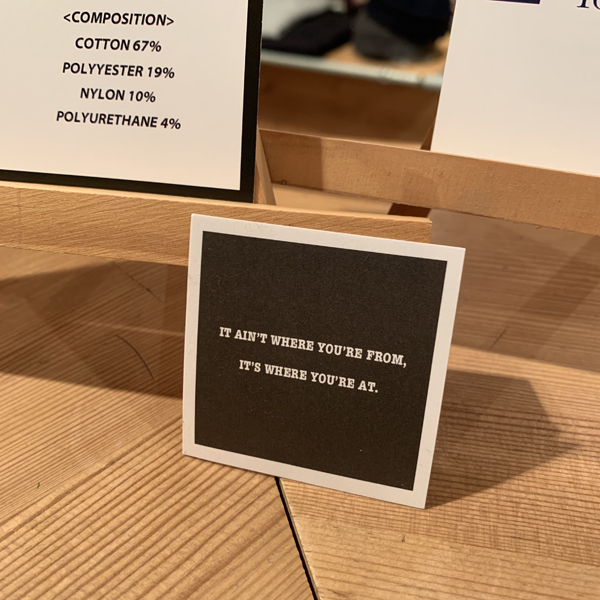 <COMPOSITION>
COTTON 67%
POLYYESTER 19%
NYLON 10%
POLYURETHANE 4%
IT AIN'T WHERE YOU'RE FROM,
IT'S WHERE YOU'RE AT.